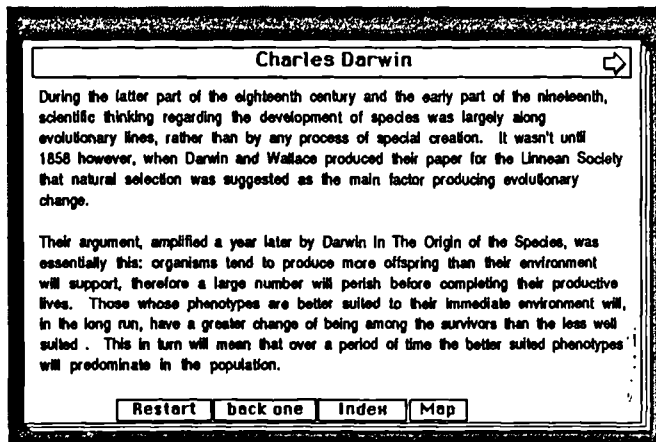 Charles Darwin
During the latter part of the eighteenth century and the early part of the nineteenth,
scientific thinking regarding the development of species was largely along
evolutionary lines, rather than by any process of special creation. It wasn't until
1858 however, when Darwin and Wallace produced their paper for the Linnean Society
that natural selection was suggested as the main factor producing evolutionary
change.
Their argument, amplified a year later by Darwin in The Origin of the Species, was
essentially this: organisms tend to produce more offspring than their environment
will support, therefore a large number will perish before completing their productive
lives. Those whose phenotypes are better suited to their immediate environment will,
in the long run, have a greater change of being among the survivors than the less well
suited . This in turn will mean that over a period of time the better suited phenotypes
will predominate in the population.
Restart back one Index Map